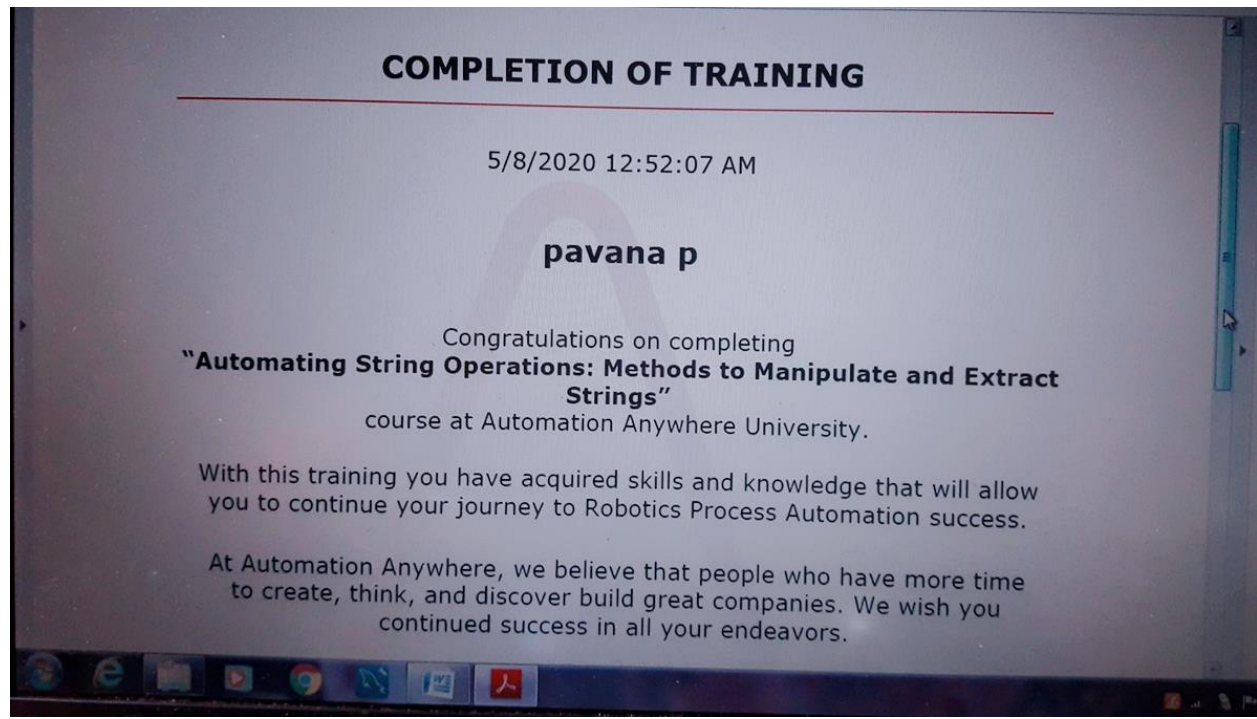 COMPLETION OF TRAINING
5/8/2020 12:52:07 AM
pavana p
Congratulations on completing
"Automating String Operations: Methods to Manipulate and Extract
Strings"
course at Automation Anywhere University.
With this training you have acquired skills and knowledge that will allow
you to continue your journey to Robotics Process Automation success.
At Automation Anywhere, we believe that people who have more time
to create, think, and discover build great companies. We wish you
continued success in all your endeavors.